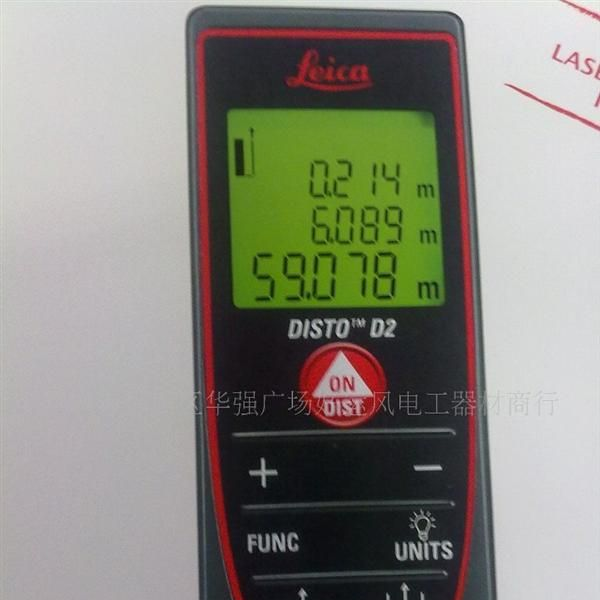 Leica
LASE
0.214 m
6.089 m
59.078 m
DISTO™ D2
ON
DIST
华强广场
风电工器材商行
+ −
FUNC
UNITS